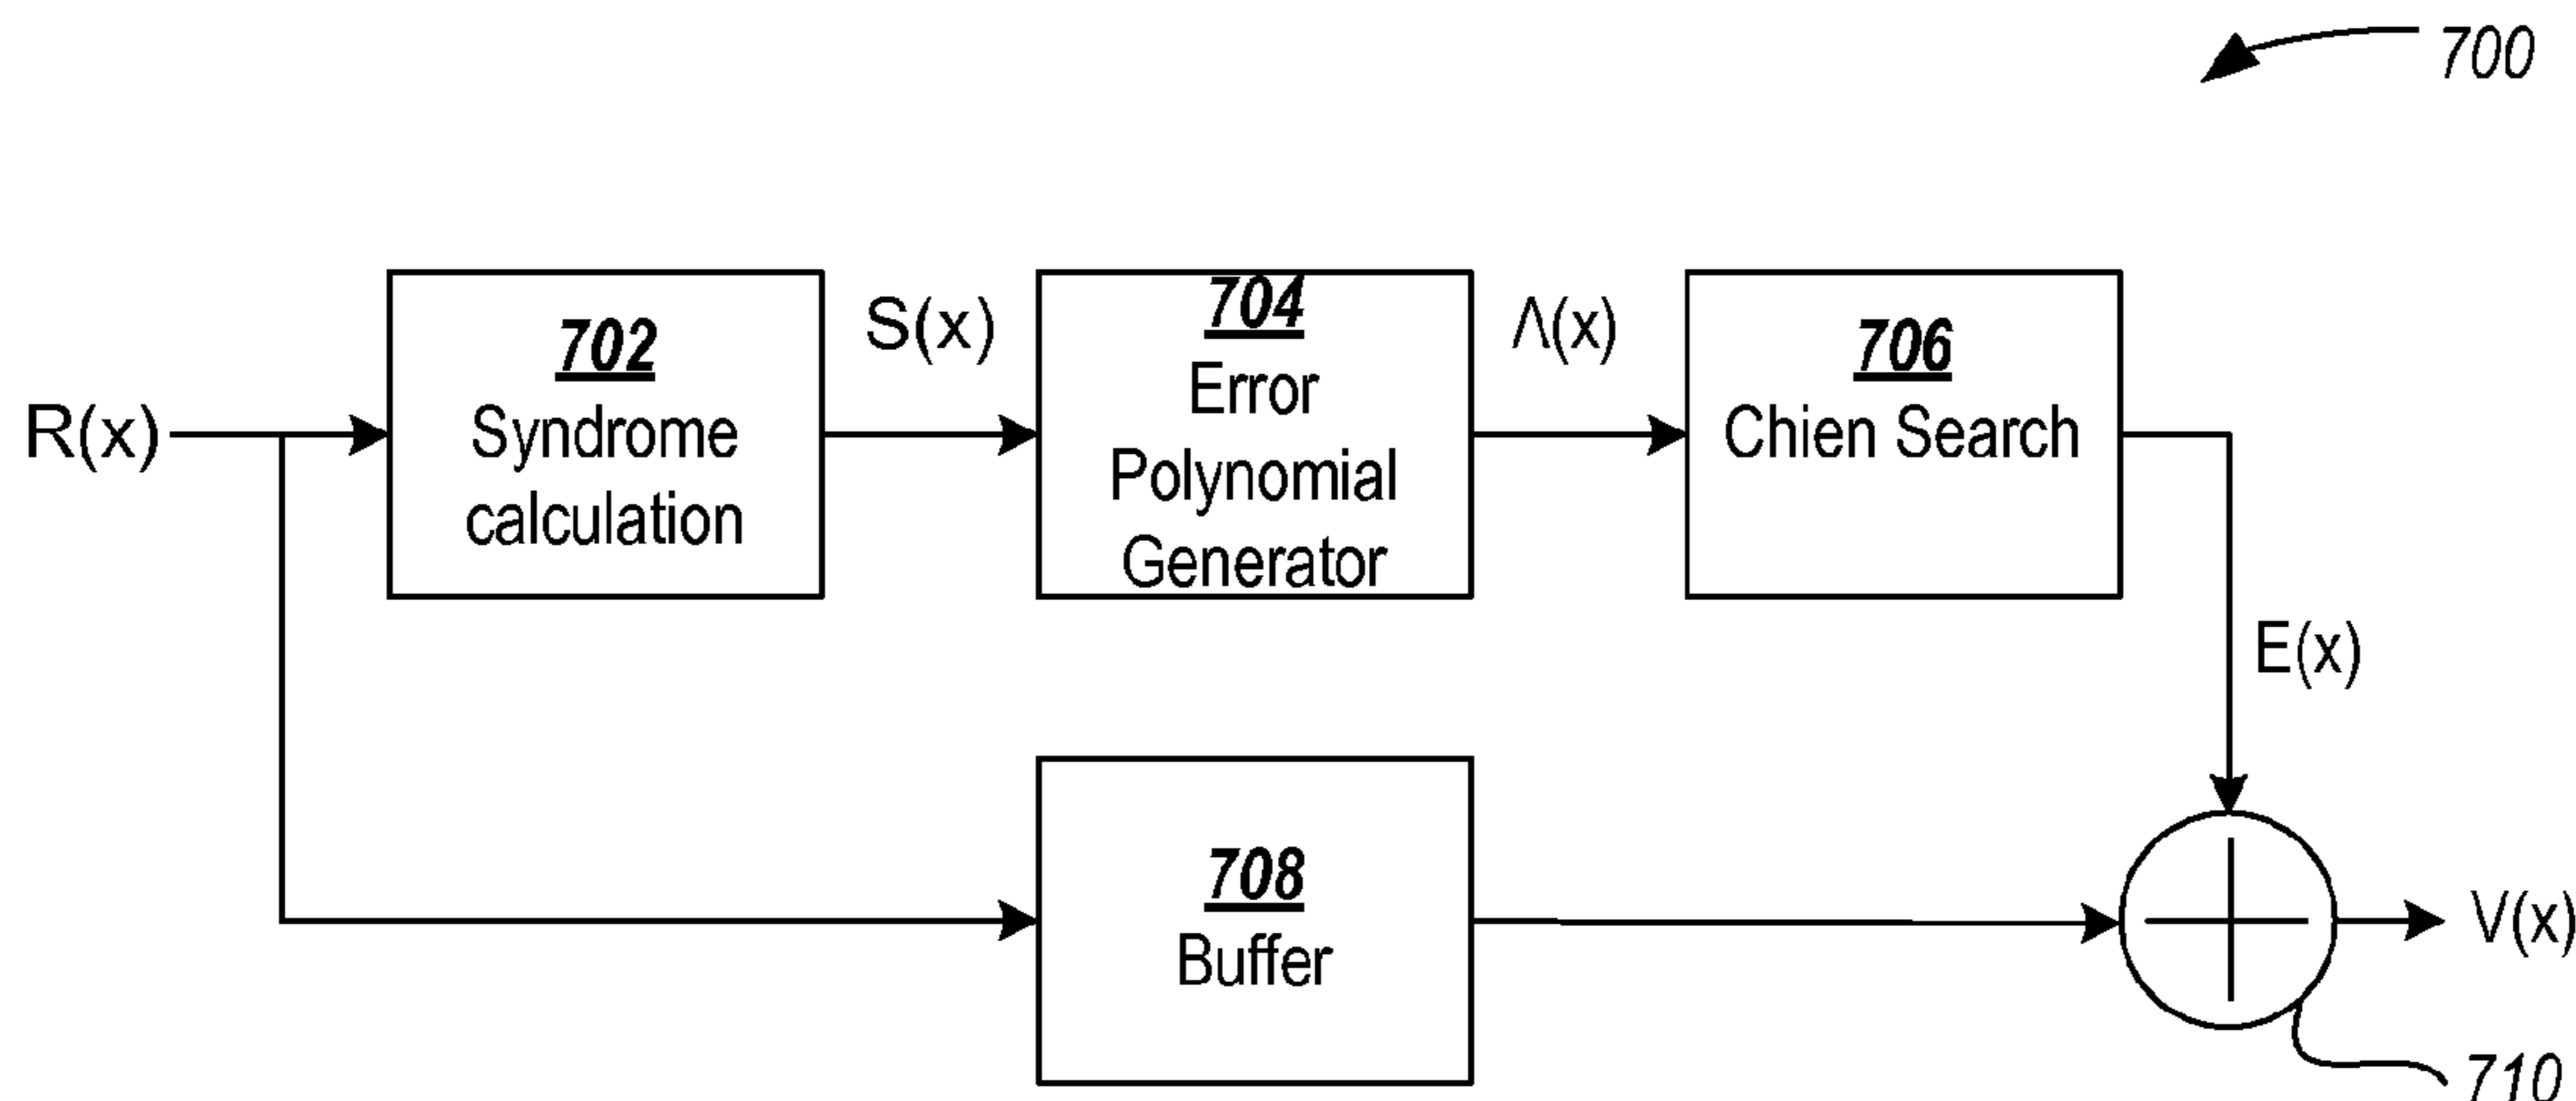 700
702
Syndrome
calculation
S(x)
704
Error
Polynomial
Generator
Λ(x)
706
Chien Search
R(x)
E(x)
708
Buffer
V(x)
710